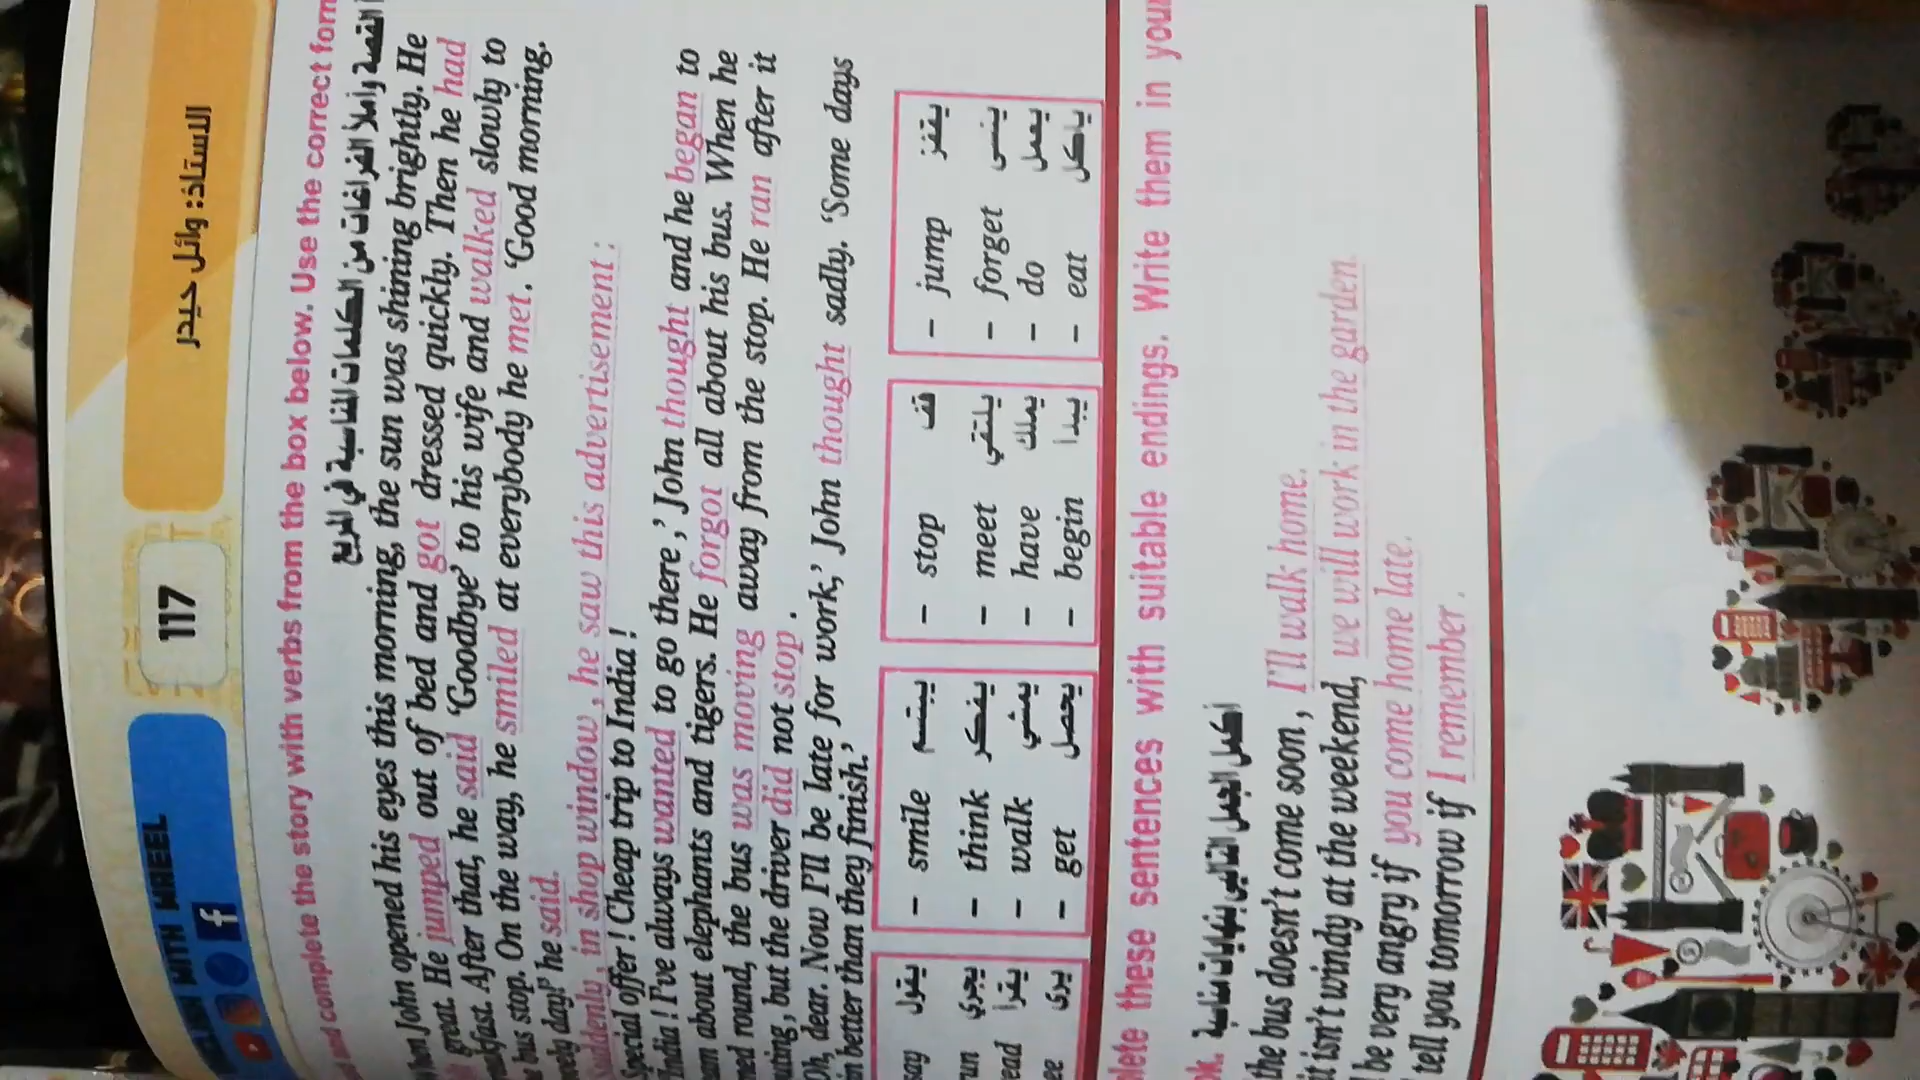 ENGLISH WITH WAEEL
117
الاستاذ: وائل حيدر
and complete the story with verbs from the box below. Use the correct form
القصة وأملأ الفراغات من الكلمات المناسبة في المربع
When John opened his eyes this morning, the sun was shining brightly. He
great. He jumped out of bed and got dressed quickly. Then he had
breakfast. After that, he said 'Goodbye' to his wife and walked slowly to
the bus stop. On the way, he smiled at everybody he met. 'Good morning.
lovely day!' he said.
Suddenly, in shop window, he saw this advertisement :
Special offer ! Cheap trip to India !
India ! I've always wanted to go there,' John thought and he began to
about elephants and tigers. He forgot all about his bus. When he
round, the bus was moving away from the stop. He ran after it
but the driver did not stop .
Oh, dear. Now I'll be late for work,' John thought sadly. 'Some days
in better than they finish.'
say يقول
run يجري
read يقرأ
see يرى
- smile يبتسم
- think يفكر
- walk يمشي
- get يحصل
- stop قف
- meet يلتقي
- have يملك
- begin يبدا
- jump يقفز
- forget ينسى
- do يعمل
- eat ياكل
these sentences with suitable endings. Write them in your
أكمل الجمل التالية بنهايات مناسبة
the bus doesn't come soon , I'll walk home.
it isn't windy at the weekend, we will work in the garden.
be very angry if you come home late.
tell you tomorrow if I remember .